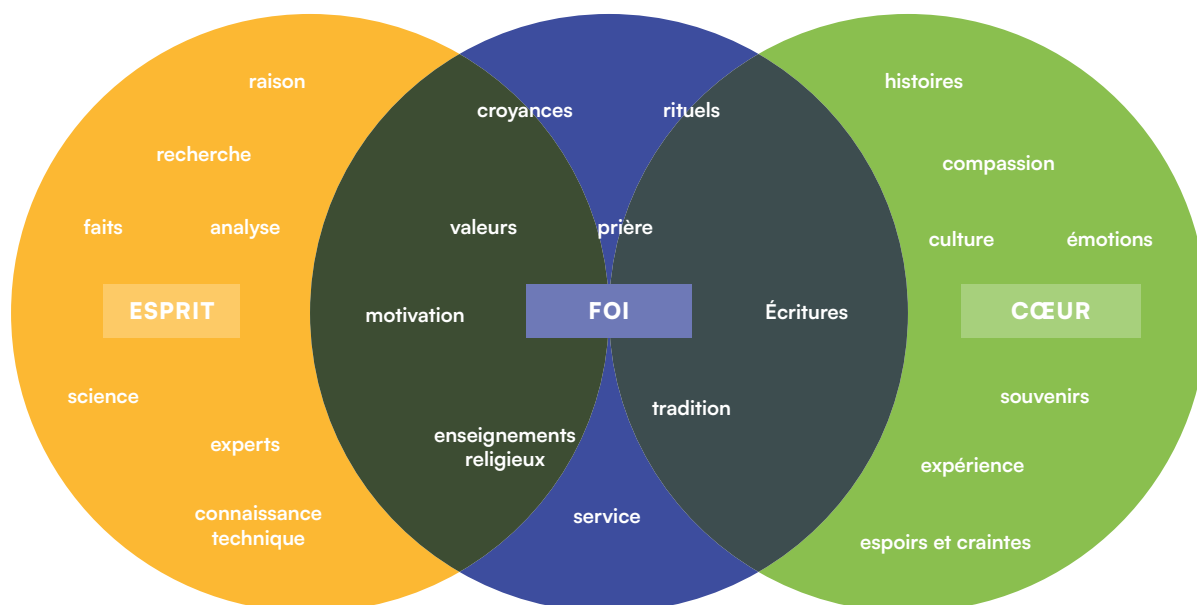 raison
recherche
faits
analyse
ESPRIT
science
experts
connaissance
technique
croyances
rituels
valeurs
prière
motivation
FOI
Écritures
tradition
enseignements
religieux
service
histoires
compassion
culture
émotions
CŒUR
souvenirs
expérience
espoirs et craintes